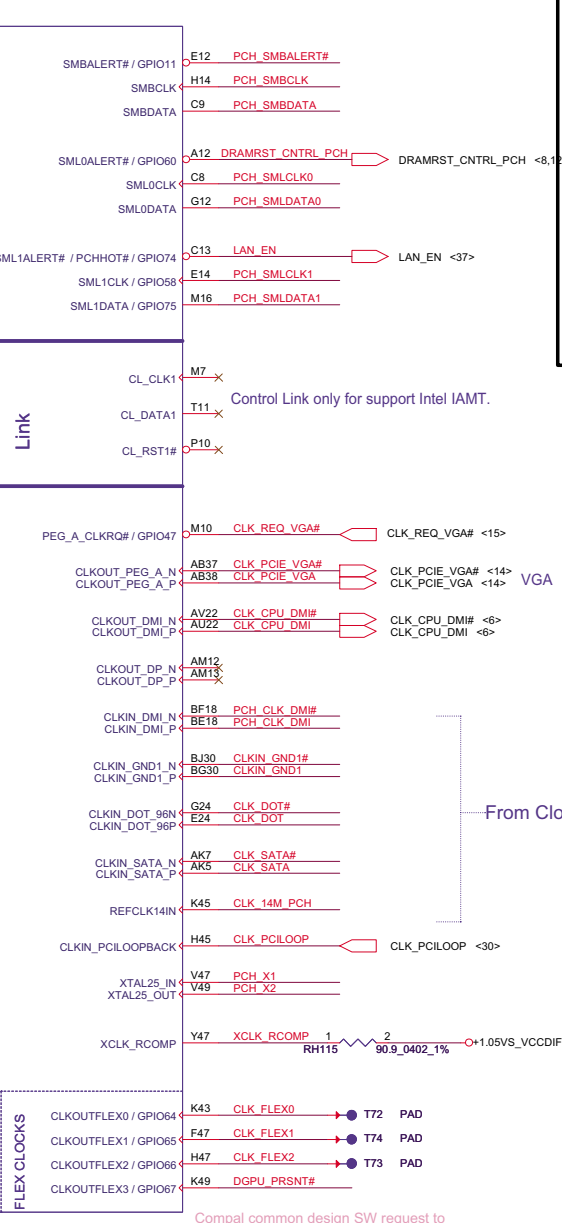 SMBALERT# / GPIO11 E12 PCH_SMBALERT#
SMBCLK H14 PCH_SMBCLK
SMBDATA C9 PCH_SMBDATA
SML0ALERT# / GPIO60 A12 DRAMRST_CNTRL_PCH DRAMRST_CNTRL_PCH <8,12
SML0CLK C8 PCH_SMLCLK0
SML0DATA G12 PCH_SMLDATA0
SML1ALERT# / PCHHOT# / GPIO74 C13 LAN_EN LAN_EN <37>
SML1CLK / GPIO58 E14 PCH_SMLCLK1
SML1DATA / GPIO75 M16 PCH_SMLDATA1
Link
CL_CLK1 M7
Control Link only for support Intel IAMT.
CL_DATA1 T11
CL_RST1# P10
PEG_A_CLKRQ# / GPIO47 M10 CLK_REQ_VGA# CLK_REQ_VGA# <15>
CLKOUT_PEG_A_N AB37 CLK_PCIE_VGA# CLK_PCIE_VGA# <14>
CLKOUT_PEG_A_P AB38 CLK_PCIE_VGA CLK_PCIE_VGA <14> VGA
CLKOUT_DMI_N AV22 CLK_CPU_DMI# CLK_CPU_DMI# <6>
CLKOUT_DMI_P AU22 CLK_CPU_DMI CLK_CPU_DMI <6>
CLKOUT_DP_N AM12
CLKOUT_DP_P AM13
CLKIN_DMI_N BF18 PCH_CLK_DMI#
CLKIN_DMI_P BE18 PCH_CLK_DMI
CLKIN_GND1_N BJ30 CLKIN_GND1#
CLKIN_GND1_P BG30 CLKIN_GND1
CLKIN_DOT_96N G24 CLK_DOT#
CLKIN_DOT_96P E24 CLK_DOT
From Clo
CLKIN_SATA_N AK7 CLK_SATA#
CLKIN_SATA_P AK5 CLK_SATA
REFCLK14IN K45 CLK_14M_PCH
CLKIN_PCILOOPBACK H45 CLK_PCILOOP CLK_PCILOOP <30>
XTAL25_IN V47 PCH_X1
XTAL25_OUT V49 PCH_X2
XCLK_RCOMP Y47 XCLK_RCOMP 1 2 +1.05VS_VCCDIF
RH115 90.9_0402_1%
FLEX CLOCKS
CLKOUTFLEX0 / GPIO64 K43 CLK_FLEX0 T72 PAD
CLKOUTFLEX1 / GPIO65 F47 CLK_FLEX1 T74 PAD
CLKOUTFLEX2 / GPIO66 H47 CLK_FLEX2 T73 PAD
CLKOUTFLEX3 / GPIO67 K49 DGPU_PRSNT#
Compal common design SW request to